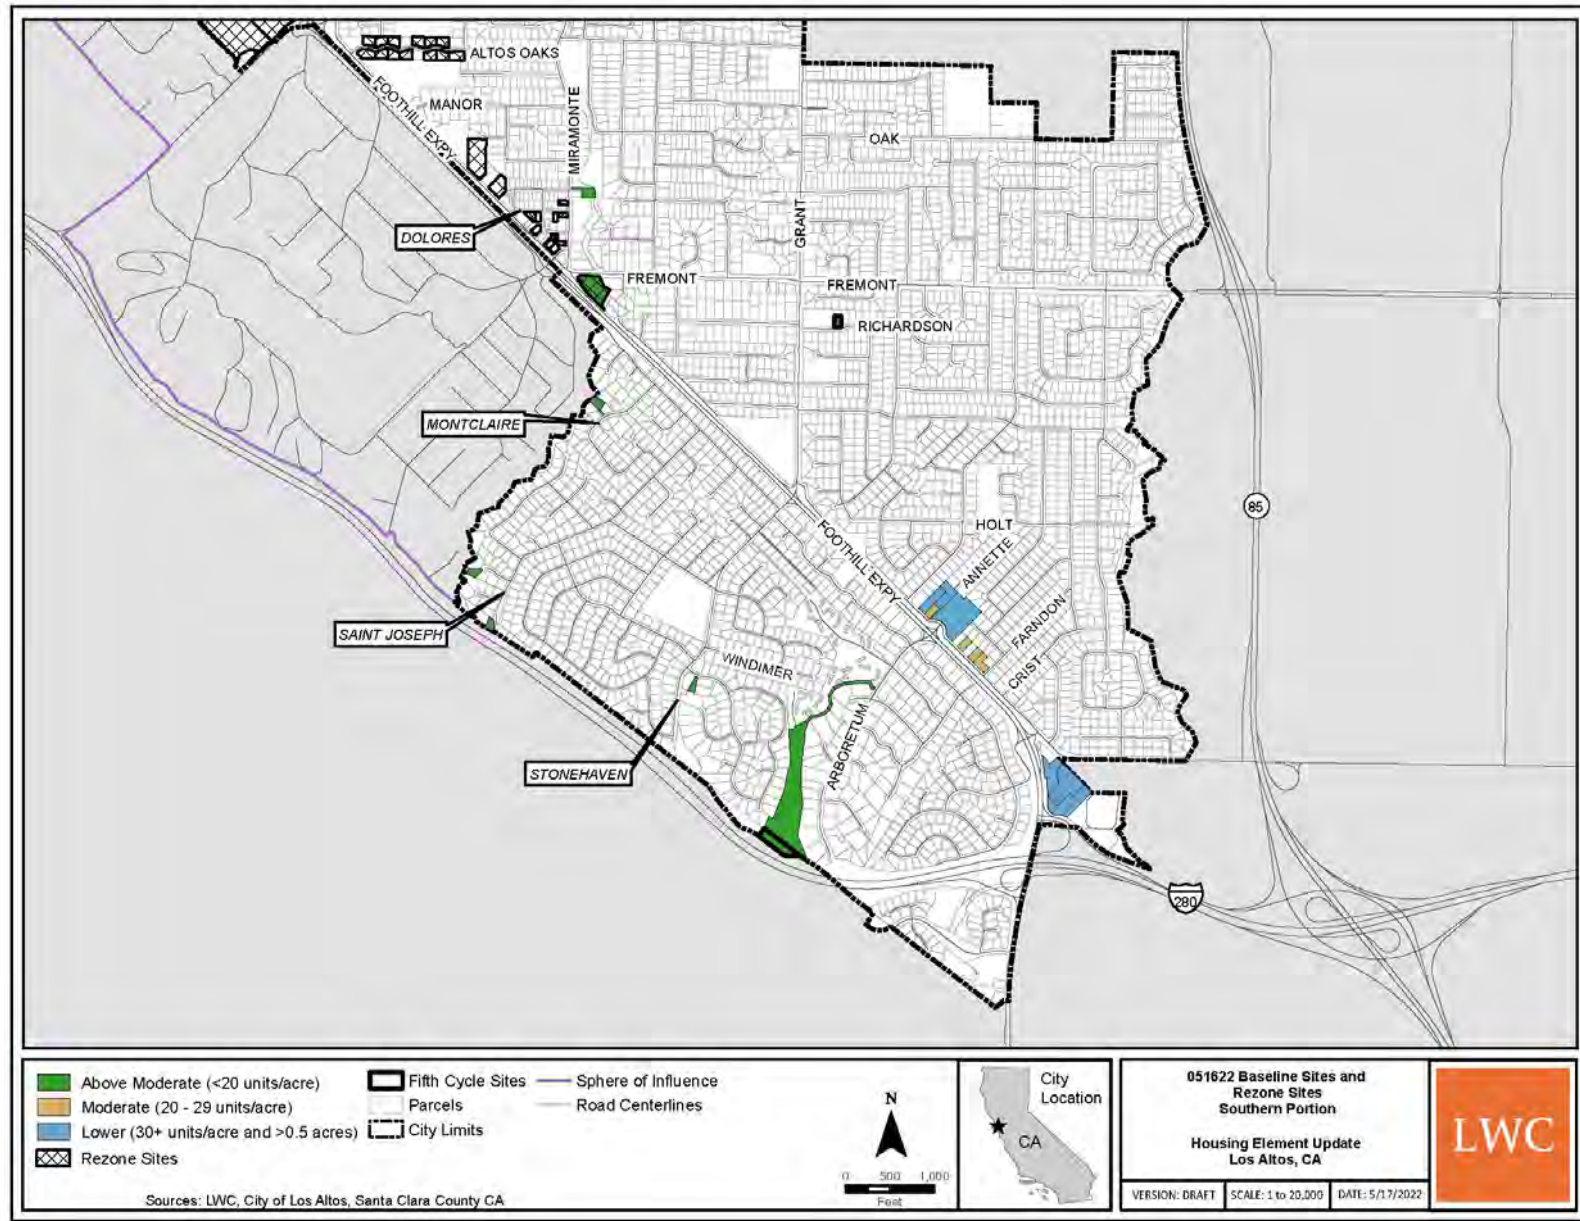 ALTOS OAKS
FOOTHILL EXPY
MANOR
MIRAMONTE
OAK
GRANT
DOLORES
FREMONT
FREMONT
RICHARDSON
MONTCLAIRE
85
HOLT
FOOTHILL EXPY
ANNETTE
SAINT JOSEPH
FARNDON
CRIST
WINDIMER
ARBORETUM
STONEHAVEN
280
Above Moderate (<20 units/acre)
Moderate (20 - 29 units/acre)
Lower (30+ units/acre and >0.5 acres)
Rezone Sites
Fifth Cycle Sites
Parcels
City Limits
Sphere of Influence
Road Centerlines
Sources: LWC, City of Los Altos, Santa Clara County CA
N
0 500 1,000
Feet
City
Location
CA
051622 Baseline Sites and
Rezone Sites
Southern Portion
Housing Element Update
Los Altos, CA
VERSION: DRAFT
SCALE: 1 to 20,000
DATE: 5/17/2022
LWC